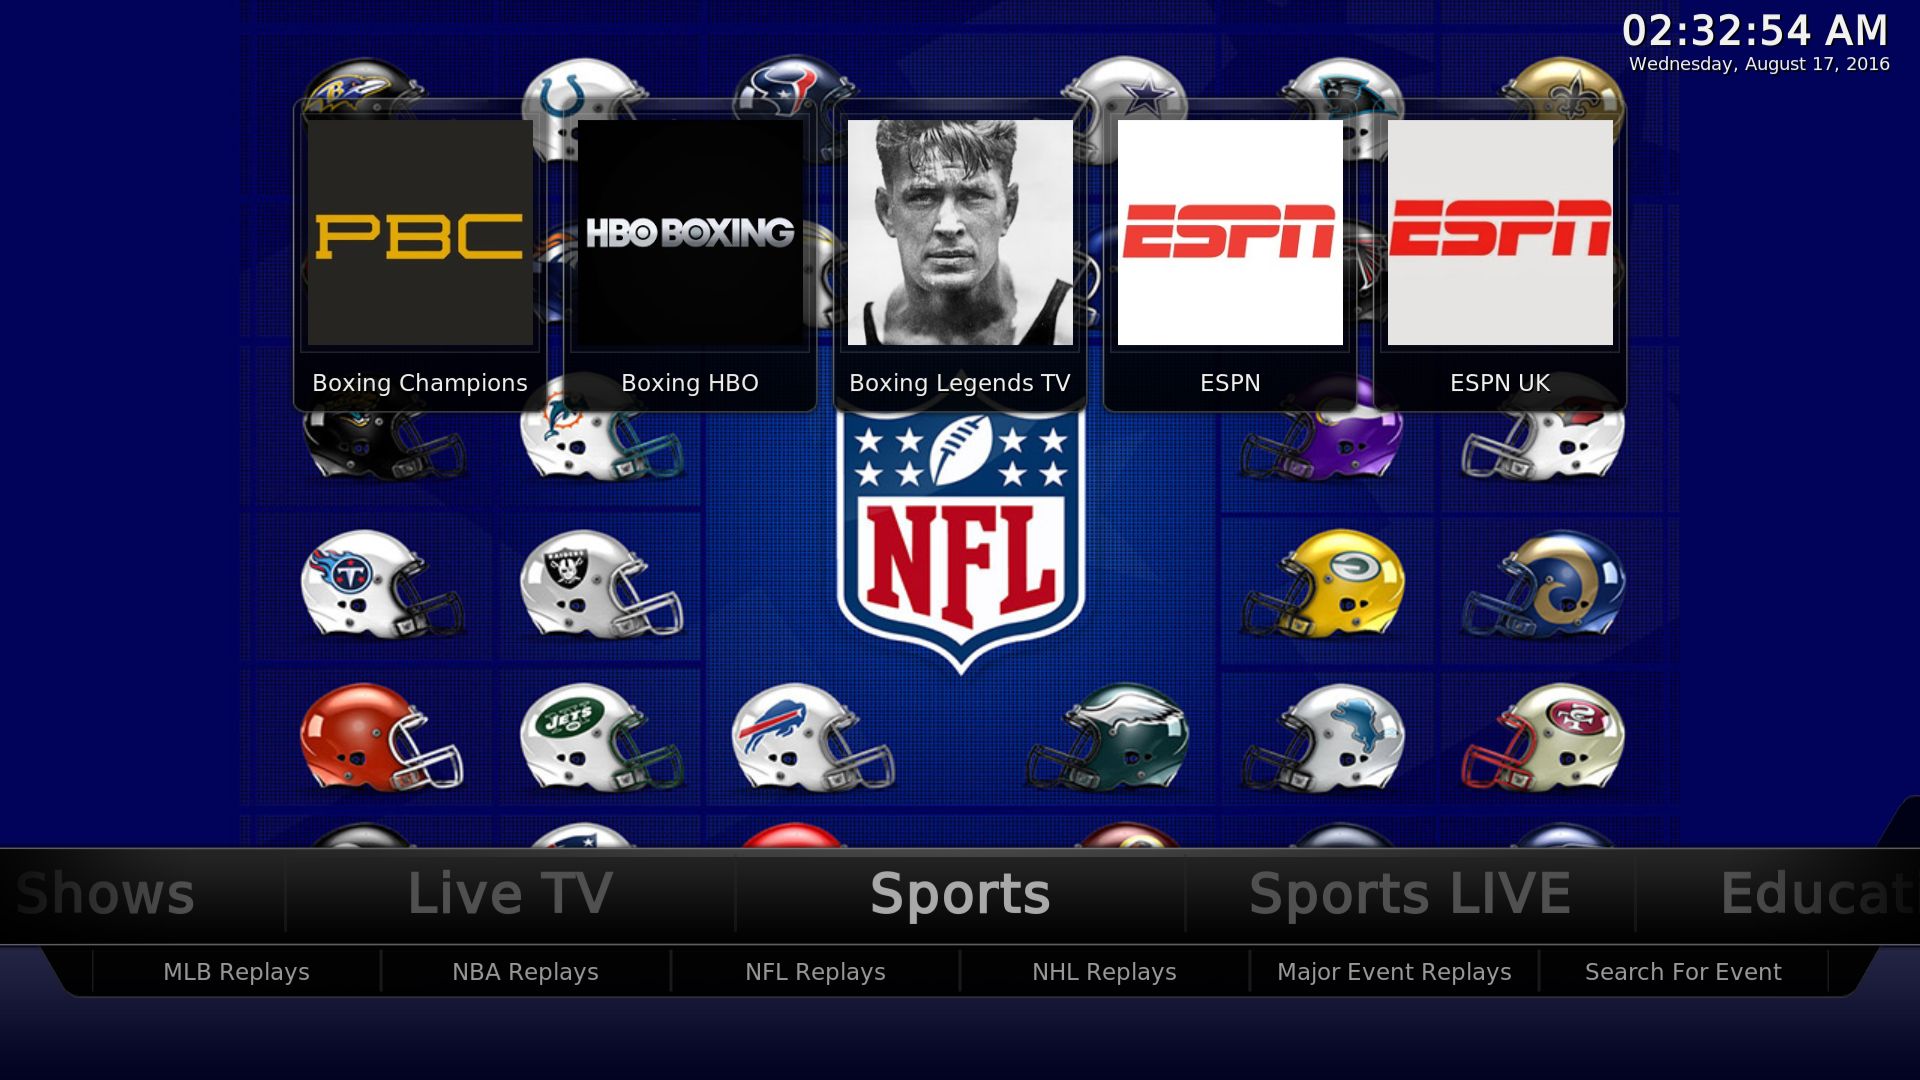 02:32:54 AM
Wednesday, August 17, 2016
PBC
HBO BOXING
ESPN
ESPN
Boxing Champions
Boxing HBO
Boxing Legends TV
ESPN
ESPN UK
NFL
RAIDERS
JETS
Shows
Live TV
Sports
Sports LIVE
Educat
MLB Replays
NBA Replays
NFL Replays
NHL Replays
Major Event Replays
Search For Event